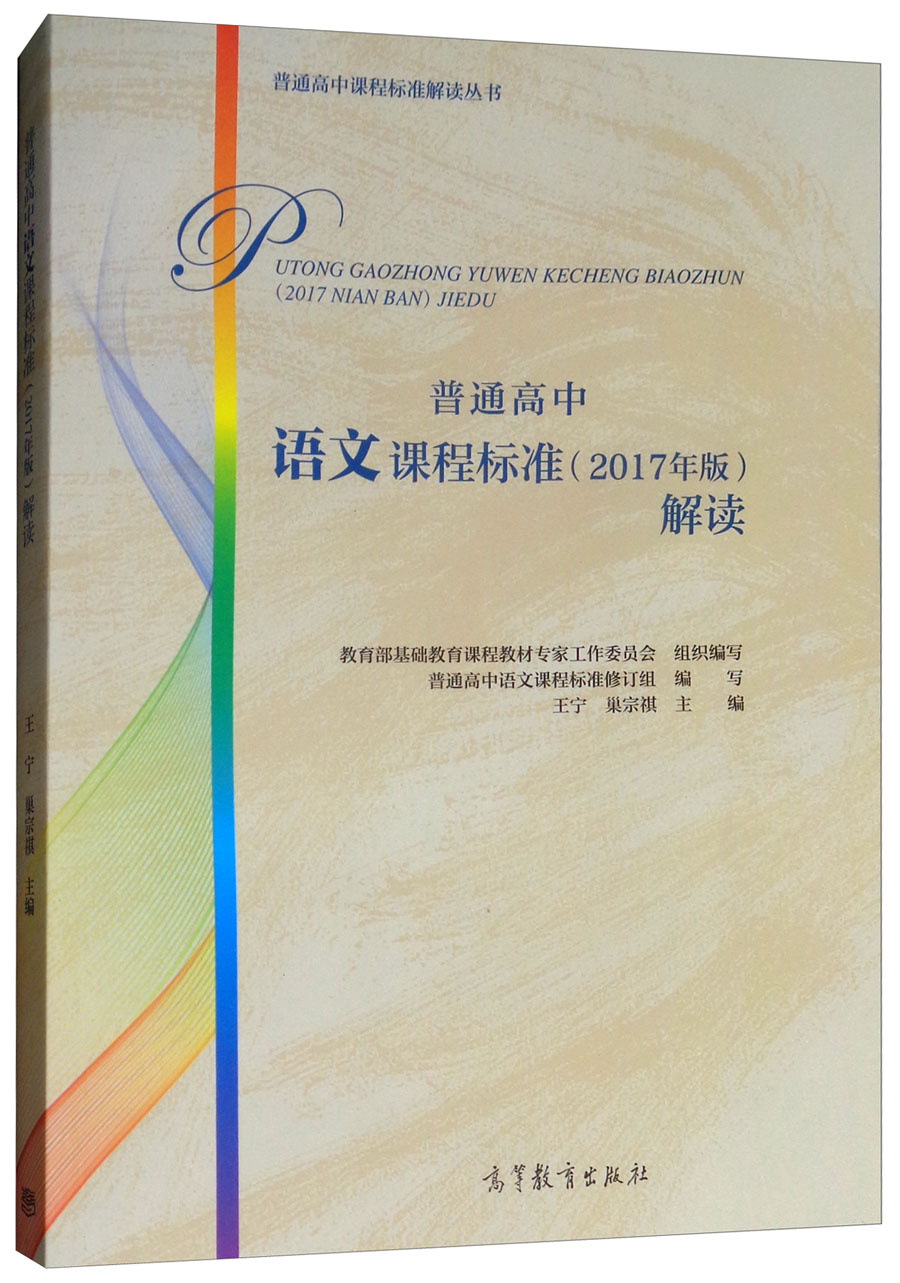 普通高中课程标准解读丛书
PUTONG GAOZHONG YUWEN KECHENG BIAOZHUN
(2017 NIAN BAN) JIEDU
普通高中
语文课程标准(2017年版)
解读
教育部基础教育课程教材专家工作委员会 组织编写
普通高中语文课程标准修订组 编 写
王宁 巢宗祺 主 编
高等教育出版社
普通高中语文课程标准(2017年版)解读
王宁 巢宗祺 主编